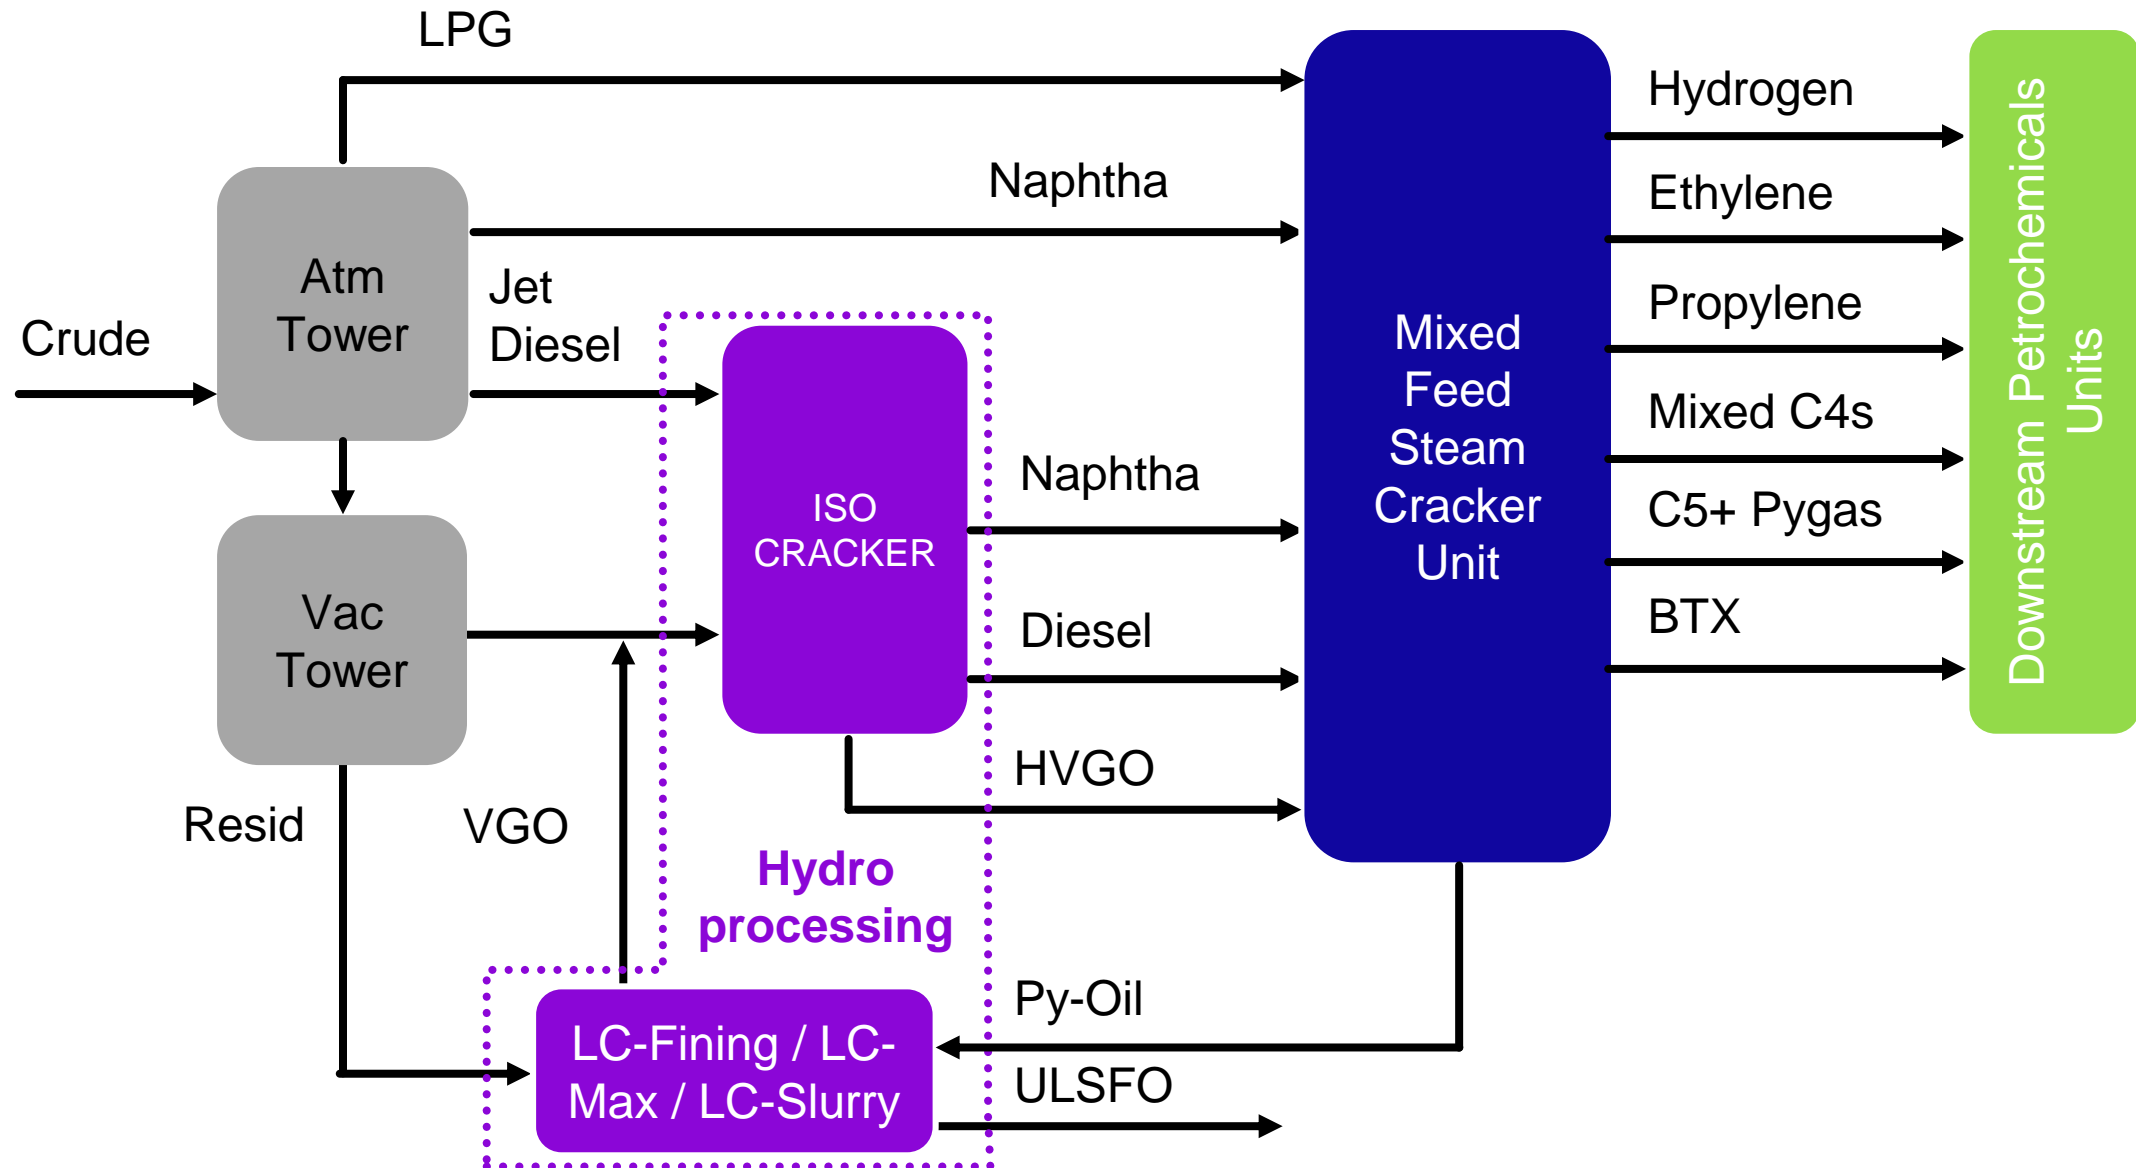 LPG
Hydrogen
Naphtha
Ethylene
Atm
Tower
Jet
Diesel
Crude
Propylene
Mixed
Feed
Steam
Cracker
Unit
Mixed C4s
Downstream Petrochemicals
Units
ISO
CRACKER
Naphtha
C5+ Pygas
Vac
Tower
Diesel
BTX
HVGO
Resid
VGO
Hydro
processing
Py-Oil
LC-Fining / LC-
Max / LC-Slurry
ULSFO